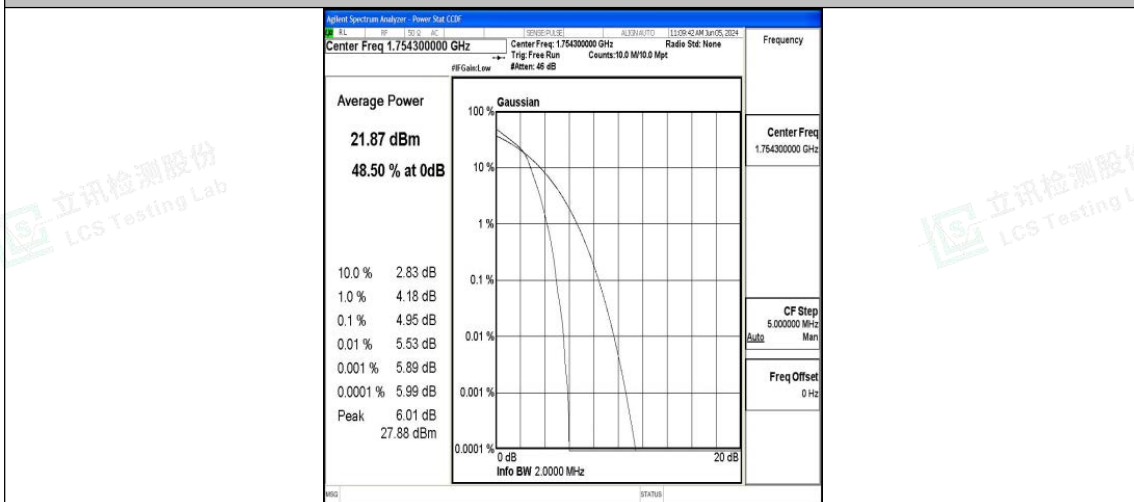 Agilent Spectrum Analyzer - Power Stat CCDF
RL RF 50 Ω AC SENSE:PULSE ALIGNAUTO 11:09:42 AM Jun 05, 2024
Center Freq 1.754300000 GHz
Center Freq: 1.754300000 GHz Radio Std: None
Trig: Free Run Counts:10.0 M/10.0 Mpt
#IFGain:Low #Atten: 46 dB
Frequency
Average Power
21.87 dBm
48.50 % at 0dB
10.0 % 2.83 dB
1.0 % 4.18 dB
0.1 % 4.95 dB
0.01 % 5.53 dB
0.001 % 5.89 dB
0.0001 % 5.99 dB
Peak 6.01 dB
27.88 dBm
Gaussian
100 %
10 %
1 %
0.1 %
0.01 %
0.001 %
0.0001 %
0 dB 20 dB
Info BW 2.0000 MHz
Center Freq
1.754300000 GHz
CF Step
5.000000 MHz
Auto Man
Freq Offset
0 Hz
MSG STATUS
立讯检测股份
LCS Testing Lab
立讯检测股份
LCS Testing L